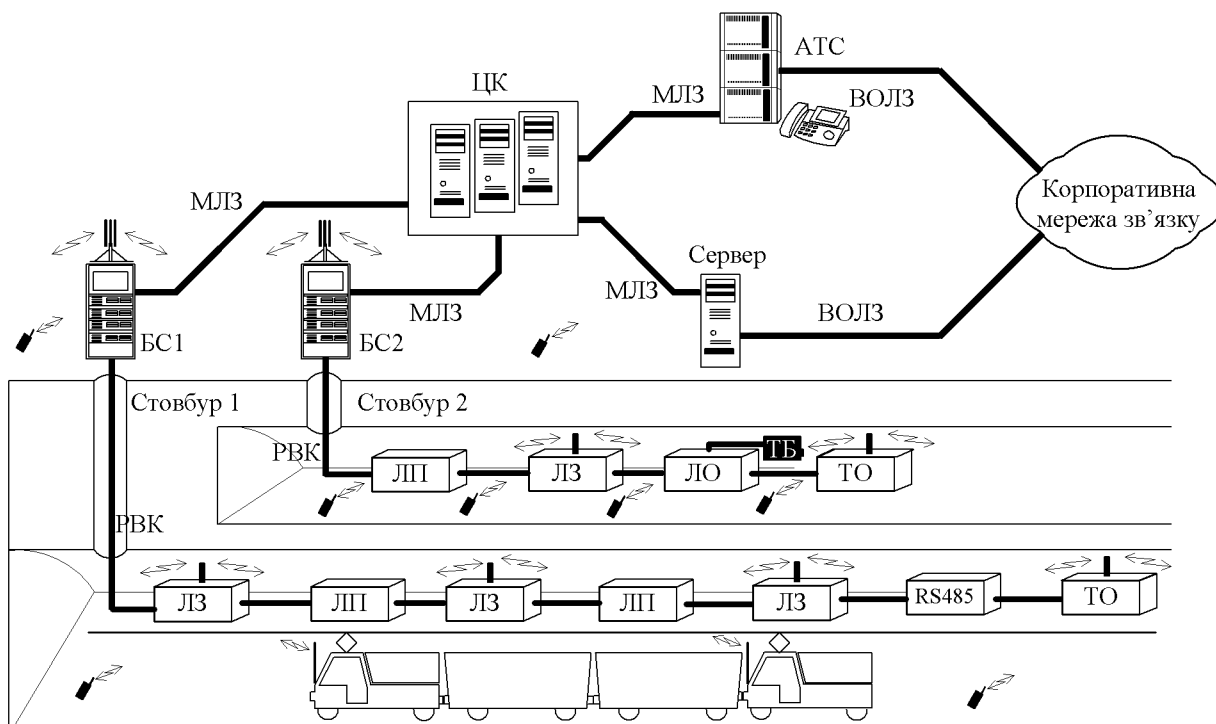 АТС
ЦК
МЛЗ
ВОЛЗ
МЛЗ
Корпоративна
мережа зв’язку
Сервер
МЛЗ
МЛЗ
ВОЛЗ
БС1
БС2
Стовбур 1
Стовбур 2
РВК
ЛП
ЛЗ
ЛО
ТБ
ТО
РВК
ЛЗ
ЛП
ЛЗ
ЛП
ЛЗ
RS485
ТО